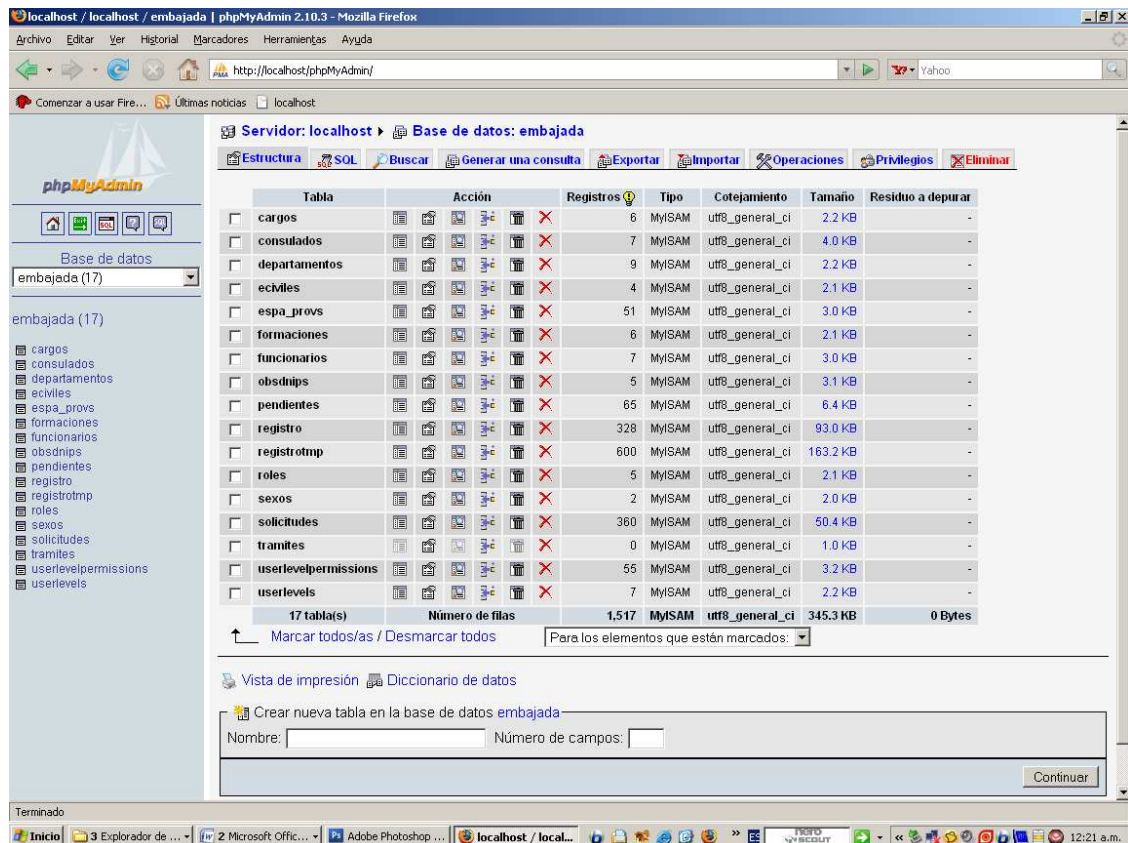 localhost / localhost / embajada | phpMyAdmin 2.10.3 - Mozilla Firefox
Archivo Editar Ver Historial Marcadores Herramientas Ayuda
http://localhost/phpMyAdmin/ Yahoo
Comenzar a usar Fire... Últimas noticias localhost
phpMyAdmin
Base de datos
embajada (17)
embajada (17)
cargos
consulados
departamentos
eciviles
espa_provs
formaciones
funcionarios
obsdnips
pendientes
registro
registrotmp
roles
sexos
solicitudes
tramites
userlevelpermissions
userlevels
Servidor: localhost Base de datos: embajada
Estructura SQL Buscar Generar una consulta Exportar Importar Operaciones Privilegios Eliminar
Tabla Acción Registros Tipo Cotejamiento Tamaño Residuo a depurar
cargos 6 MyISAM utf8_general_ci 2.2 KB -
consulados 7 MyISAM utf8_general_ci 4.0 KB -
departamentos 9 MyISAM utf8_general_ci 2.2 KB -
eciviles 4 MyISAM utf8_general_ci 2.1 KB -
espa_provs 51 MyISAM utf8_general_ci 3.0 KB -
formaciones 6 MyISAM utf8_general_ci 2.1 KB -
funcionarios 7 MyISAM utf8_general_ci 3.0 KB -
obsdnips 5 MyISAM utf8_general_ci 3.1 KB -
pendientes 65 MyISAM utf8_general_ci 6.4 KB -
registro 328 MyISAM utf8_general_ci 93.0 KB -
registrotmp 600 MyISAM utf8_general_ci 163.2 KB -
roles 5 MyISAM utf8_general_ci 2.1 KB -
sexos 2 MyISAM utf8_general_ci 2.0 KB -
solicitudes 360 MyISAM utf8_general_ci 50.4 KB -
tramites 0 MyISAM utf8_general_ci 1.0 KB -
userlevelpermissions 55 MyISAM utf8_general_ci 3.2 KB -
userlevels 7 MyISAM utf8_general_ci 2.2 KB -
17 tabla(s) Número de filas 1,517 MyISAM utf8_general_ci 345.3 KB 0 Bytes
Marcar todos/as / Desmarcar todos Para los elementos que están marcados:
Vista de impresión Diccionario de datos
Crear nueva tabla en la base de datos embajada
Nombre: Número de campos:
Continuar
Terminado
Inicio 3 Explorador de ... 2 Microsoft Offic... Adobe Photoshop ... localhost / local... » ES nero SCOUT « 12:21 a.m.